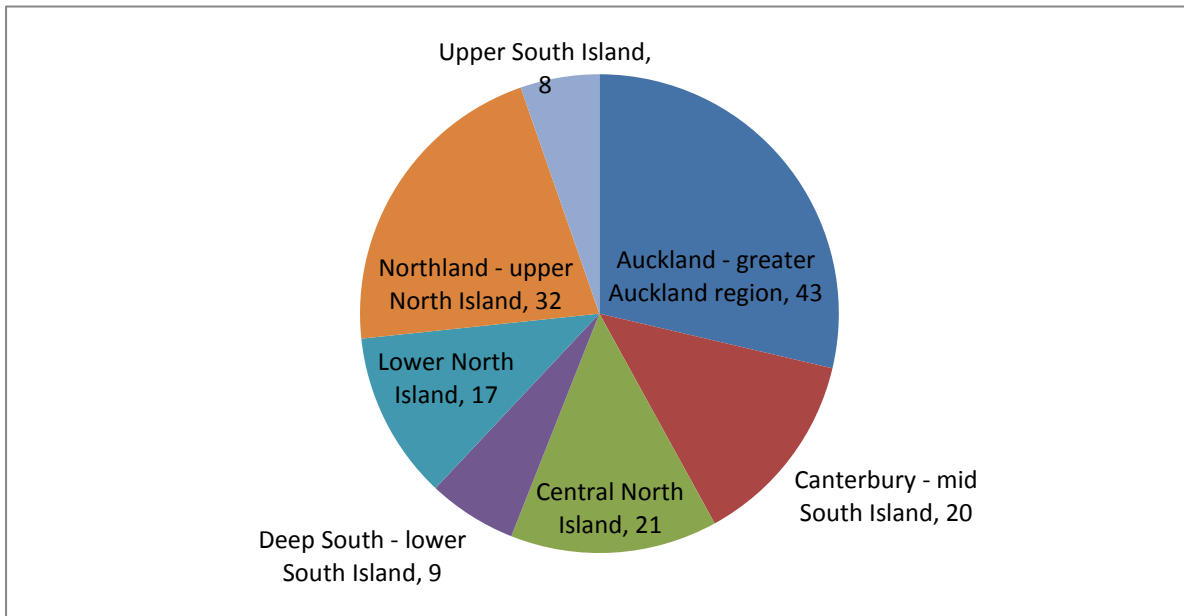 Upper South Island,
8
Auckland - greater
Auckland region, 43
Northland - upper
North Island, 32
Lower North
Island, 17
Canterbury - mid
South Island, 20
Central North
Island, 21
Deep South - lower
South Island, 9